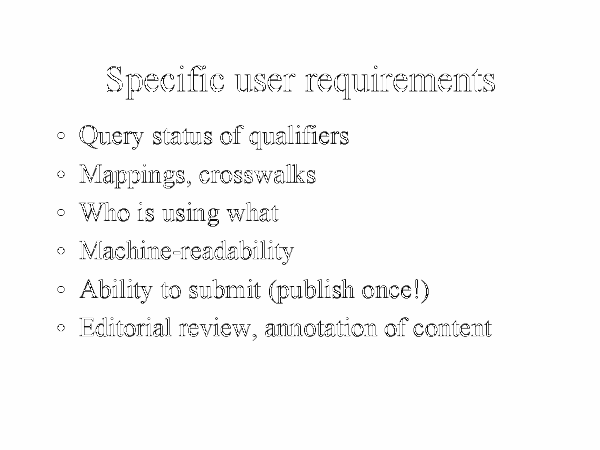 Specific user requirements
◦ Query status of qualifiers
◦ Mappings, crosswalks
◦ Who is using what
◦ Machine-readability
◦ Ability to submit (publish once!)
◦ Editorial review, annotation of content